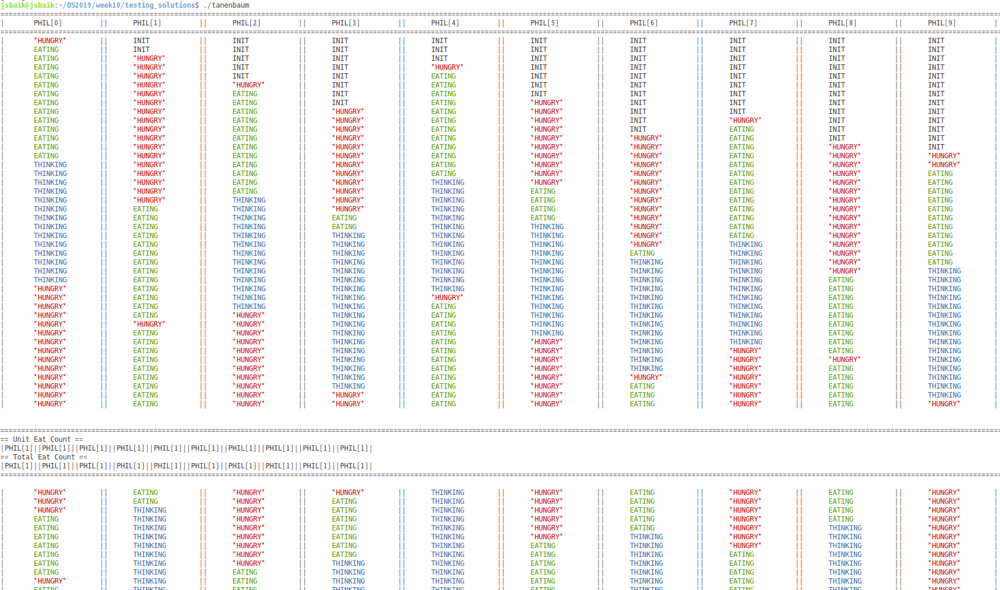 jsbaik@jsbaik:~/OS2019/week10/testing_solutions$ ./tanenbaum
================================================================================
| PHIL[0] || PHIL[1] || PHIL[2] || PHIL[3] || PHIL[4] || PHIL[5] || PHIL[6] || PHIL[7] || PHIL[8] || PHIL[9] |
================================================================================
| *HUNGRY* || INIT || INIT || INIT || INIT || INIT || INIT || INIT || INIT || INIT |
| EATING || INIT || INIT || INIT || INIT || INIT || INIT || INIT || INIT || INIT |
| EATING || *HUNGRY* || INIT || INIT || INIT || INIT || INIT || INIT || INIT || INIT |
| EATING || *HUNGRY* || INIT || INIT || *HUNGRY* || INIT || INIT || INIT || INIT || INIT |
| EATING || *HUNGRY* || INIT || INIT || EATING || INIT || INIT || INIT || INIT || INIT |
| EATING || *HUNGRY* || *HUNGRY* || INIT || EATING || INIT || INIT || INIT || INIT || INIT |
| EATING || *HUNGRY* || EATING || INIT || EATING || INIT || INIT || INIT || INIT || INIT |
| EATING || *HUNGRY* || EATING || INIT || EATING || *HUNGRY* || INIT || INIT || INIT || INIT |
| EATING || *HUNGRY* || EATING || *HUNGRY* || EATING || *HUNGRY* || INIT || INIT || INIT || INIT |
| EATING || *HUNGRY* || EATING || *HUNGRY* || EATING || *HUNGRY* || INIT || *HUNGRY* || INIT || INIT |
| EATING || *HUNGRY* || EATING || *HUNGRY* || EATING || *HUNGRY* || INIT || EATING || INIT || INIT |
| EATING || *HUNGRY* || EATING || *HUNGRY* || EATING || *HUNGRY* || *HUNGRY* || EATING || INIT || INIT |
| EATING || *HUNGRY* || EATING || *HUNGRY* || EATING || *HUNGRY* || *HUNGRY* || EATING || *HUNGRY* || INIT |
| EATING || *HUNGRY* || EATING || *HUNGRY* || EATING || *HUNGRY* || *HUNGRY* || EATING || *HUNGRY* || *HUNGRY* |
| THINKING || *HUNGRY* || EATING || *HUNGRY* || EATING || *HUNGRY* || *HUNGRY* || EATING || *HUNGRY* || *HUNGRY* |
| THINKING || *HUNGRY* || EATING || *HUNGRY* || EATING || *HUNGRY* || *HUNGRY* || EATING || *HUNGRY* || EATING |
| THINKING || *HUNGRY* || EATING || *HUNGRY* || THINKING || *HUNGRY* || *HUNGRY* || EATING || *HUNGRY* || EATING |
| THINKING || *HUNGRY* || EATING || *HUNGRY* || THINKING || EATING || *HUNGRY* || EATING || *HUNGRY* || EATING |
| THINKING || *HUNGRY* || THINKING || *HUNGRY* || THINKING || EATING || *HUNGRY* || EATING || *HUNGRY* || EATING |
| THINKING || EATING || THINKING || *HUNGRY* || THINKING || EATING || *HUNGRY* || EATING || *HUNGRY* || EATING |
| THINKING || EATING || THINKING || EATING || THINKING || EATING || *HUNGRY* || EATING || *HUNGRY* || EATING |
| THINKING || EATING || THINKING || EATING || THINKING || THINKING || *HUNGRY* || EATING || *HUNGRY* || EATING |
| THINKING || EATING || THINKING || THINKING || THINKING || THINKING || *HUNGRY* || EATING || *HUNGRY* || EATING |
| THINKING || EATING || THINKING || THINKING || THINKING || THINKING || *HUNGRY* || THINKING || *HUNGRY* || EATING |
| THINKING || EATING || THINKING || THINKING || THINKING || THINKING || EATING || THINKING || *HUNGRY* || EATING |
| THINKING || EATING || THINKING || THINKING || THINKING || THINKING || THINKING || THINKING || *HUNGRY* || EATING |
| THINKING || EATING || THINKING || THINKING || THINKING || THINKING || THINKING || THINKING || *HUNGRY* || THINKING |
| THINKING || EATING || THINKING || THINKING || THINKING || THINKING || THINKING || THINKING || EATING || THINKING |
| *HUNGRY* || EATING || THINKING || THINKING || THINKING || THINKING || THINKING || THINKING || EATING || THINKING |
| *HUNGRY* || EATING || THINKING || THINKING || *HUNGRY* || THINKING || THINKING || THINKING || EATING || THINKING |
| *HUNGRY* || EATING || THINKING || THINKING || EATING || THINKING || THINKING || THINKING || EATING || THINKING |
| *HUNGRY* || EATING || *HUNGRY* || THINKING || EATING || THINKING || THINKING || THINKING || EATING || THINKING |
| *HUNGRY* || *HUNGRY* || *HUNGRY* || THINKING || EATING || THINKING || THINKING || THINKING || EATING || THINKING |
| *HUNGRY* || EATING || *HUNGRY* || THINKING || EATING || THINKING || THINKING || THINKING || EATING || THINKING |
| *HUNGRY* || EATING || *HUNGRY* || THINKING || EATING || *HUNGRY* || THINKING || THINKING || EATING || THINKING |
| *HUNGRY* || EATING || *HUNGRY* || THINKING || EATING || *HUNGRY* || THINKING || *HUNGRY* || EATING || THINKING |
| *HUNGRY* || EATING || *HUNGRY* || THINKING || EATING || *HUNGRY* || THINKING || *HUNGRY* || *HUNGRY* || THINKING |
| *HUNGRY* || EATING || *HUNGRY* || THINKING || EATING || *HUNGRY* || THINKING || *HUNGRY* || EATING || THINKING |
| *HUNGRY* || EATING || *HUNGRY* || THINKING || EATING || *HUNGRY* || *HUNGRY* || *HUNGRY* || EATING || THINKING |
| *HUNGRY* || EATING || *HUNGRY* || THINKING || EATING || *HUNGRY* || EATING || *HUNGRY* || EATING || THINKING |
| *HUNGRY* || EATING || *HUNGRY* || *HUNGRY* || EATING || *HUNGRY* || EATING || *HUNGRY* || EATING || THINKING |
| *HUNGRY* || EATING || *HUNGRY* || *HUNGRY* || EATING || *HUNGRY* || EATING || *HUNGRY* || EATING || *HUNGRY* |
================================================================================
== Unit Eat Count ==
|PHIL[1]||PHIL[1]||PHIL[1]||PHIL[1]||PHIL[1]||PHIL[1]||PHIL[1]||PHIL[1]||PHIL[1]||PHIL[1]|
== Total Eat Count ==
|PHIL[1]||PHIL[1]||PHIL[1]||PHIL[1]||PHIL[1]||PHIL[1]||PHIL[1]||PHIL[1]||PHIL[1]||PHIL[1]|
================================================================================
| *HUNGRY* || EATING || *HUNGRY* || *HUNGRY* || THINKING || *HUNGRY* || EATING || *HUNGRY* || EATING || *HUNGRY* |
| *HUNGRY* || EATING || *HUNGRY* || EATING || THINKING || *HUNGRY* || EATING || *HUNGRY* || EATING || *HUNGRY* |
| *HUNGRY* || THINKING || *HUNGRY* || EATING || THINKING || *HUNGRY* || EATING || *HUNGRY* || EATING || *HUNGRY* |
| EATING || THINKING || *HUNGRY* || EATING || THINKING || *HUNGRY* || EATING || *HUNGRY* || EATING || *HUNGRY* |
| EATING || THINKING || *HUNGRY* || EATING || THINKING || *HUNGRY* || EATING || *HUNGRY* || THINKING || *HUNGRY* |
| EATING || THINKING || *HUNGRY* || EATING || THINKING || *HUNGRY* || THINKING || *HUNGRY* || THINKING || *HUNGRY* |
| EATING || THINKING || *HUNGRY* || EATING || THINKING || EATING || THINKING || *HUNGRY* || THINKING || *HUNGRY* |
| EATING || THINKING || *HUNGRY* || EATING || THINKING || EATING || THINKING || EATING || THINKING || *HUNGRY* |
| EATING || THINKING || *HUNGRY* || THINKING || THINKING || EATING || THINKING || EATING || THINKING || *HUNGRY* |
| EATING || THINKING || EATING || THINKING || THINKING || EATING || THINKING || EATING || THINKING || *HUNGRY* |
| *HUNGRY* || THINKING || EATING || THINKING || THINKING || EATING || THINKING || EATING || THINKING || *HUNGRY* |
| EATING || THINKING || EATING || THINKING || THINKING || EATING || THINKING || EATING || THINKING || *HUNGRY* |